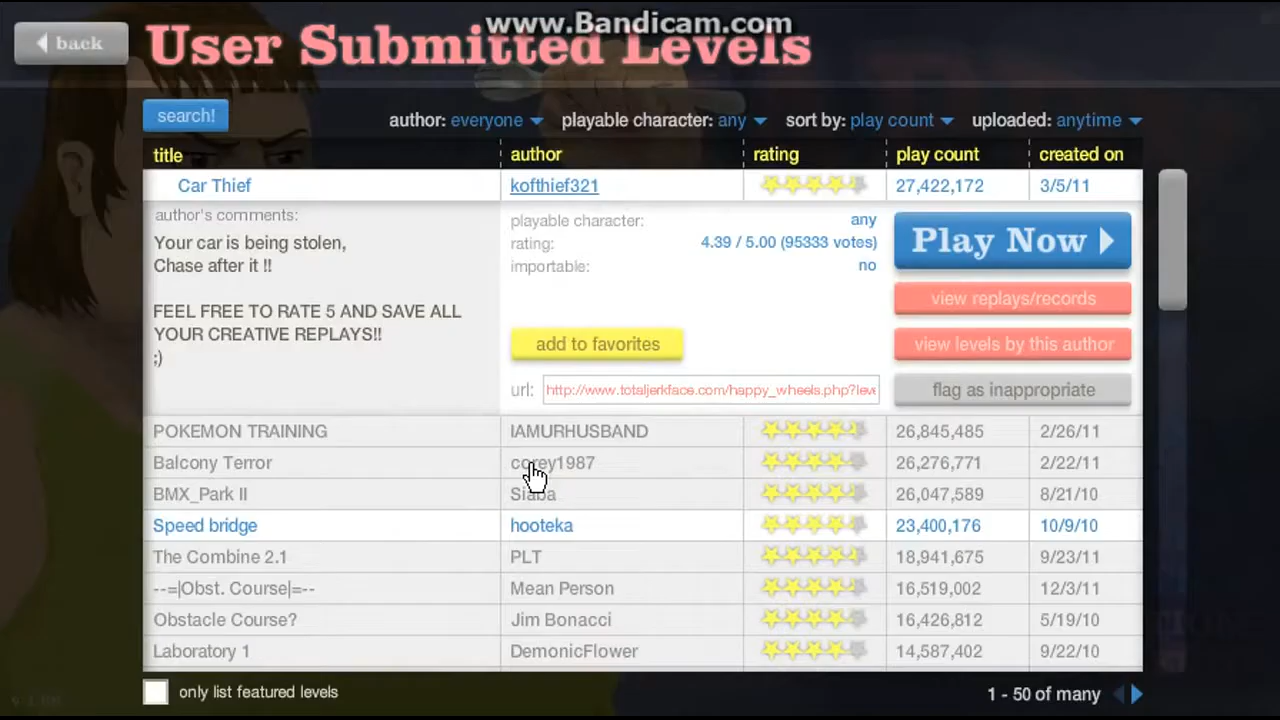 www.Bandicam.com
back
User Submitted Levels
search!
author: everyone playable character: any sort by: play count uploaded: anytime
title author rating play count created on
Car Thief kofthief321 27,422,172 3/5/11
author's comments:
Your car is being stolen,
Chase after it !!
FEEL FREE TO RATE 5 AND SAVE ALL
YOUR CREATIVE REPLAYS!!
;)
playable character: any
rating: 4.39 / 5.00 (95333 votes)
importable: no
add to favorites
url: http://www.totaljerkface.com/happy_wheels.php?leve
Play Now
view replays/records
view levels by this author
flag as inappropriate
POKEMON TRAINING IAMURHUSBAND 26,845,485 2/26/11
Balcony Terror corey1987 26,276,771 2/22/11
BMX_Park II Siaba 26,047,589 8/21/10
Speed bridge hooteka 23,400,176 10/9/10
The Combine 2.1 PLT 18,941,675 9/23/11
--=|Obst. Course|=-- Mean Person 16,519,002 12/3/11
Obstacle Course? Jim Bonacci 16,426,812 5/19/10
Laboratory 1 DemonicFlower 14,587,402 9/22/10
only list featured levels
1 - 50 of many